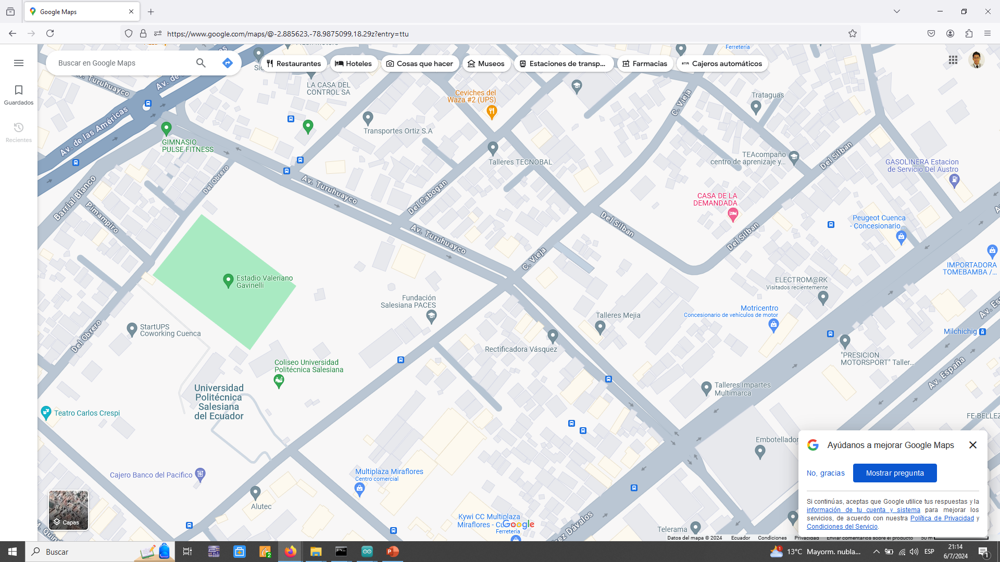 Google Maps
https://www.google.com/maps/@-2.885623,-78.9875099,18.29z?entry=ttu
Buscar en Google Maps
Restaurantes
Hoteles
Cosas que hacer
Museos
Estaciones de transp...
Farmacias
Cajeros automáticos
Guardados
Recientes
Ferretería
LA CASA DEL
CONTROL SA
Ceviches del
Waza #2 (UPS)
Trataguas
Av. Turuhuayco
Av. de las Américas
C. Vieja
Transportes Ortiz S.A
GIMNASIO
PULSE FITNESS
Talleres TECNOBAL
TEAcompaño
centro de aprenizaje y...
Del Silban
GASOLINERA Estacion
de Servicio Del Austro
Barrial Blanco
Del Obrero
Av. Turuhuayco
Del Cabogan
CASA DE LA
DEMANDADA
Pimampiro
Del Silban
Del Silban
Peugeot Cuenca
- Concesionario...
Av. Turuhuayco
C. Vieja
IMPORTADORA
TOMEBAMBA /...
Estadio Valeriano
Gavinelli
ELECTROM@RK
Visitados recientemente
Fundación
Salesiana PACES
Motricentro
Concesionario de vehículos de motor
Talleres Mejia
StartUPS
Coworking Cuenca
Del Obrero
Milchichig
Rectificadora Vásquez
"PRESICION
MOTORSPORT" Taller...
Coliseo Universidad
Politécnica Salesiana
Av. España
Universidad
Politécnica
Salesiana
del Ecuador
Talleres Impartes
Multimarca
Teatro Carlos Crespi
FE-BELLEZ
Embotellador
Cajero Banco del Pacifico
Multiplaza Miraflores
Centro comercial
Alutec
Kywi CC Multiplaza
Miraflores - Cu
Ferretería
Google
Telerama
Capas
Ayúdanos a mejorar Google Maps
No, gracias
Mostrar pregunta
Si continúas, aceptas que Google utilice tus respuestas y la
información de tu cuenta y sistema para mejorar los
servicios, de acuerdo con nuestra Política de Privacidad y
Condiciones del Servicio.
Datos del mapa © 2024
Ecuador
Condiciones
Privacidad
Enviar comentarios sobre el producto
50 m
Buscar
13°C Mayorm. nubla...
ESP
21:14
6/7/2024